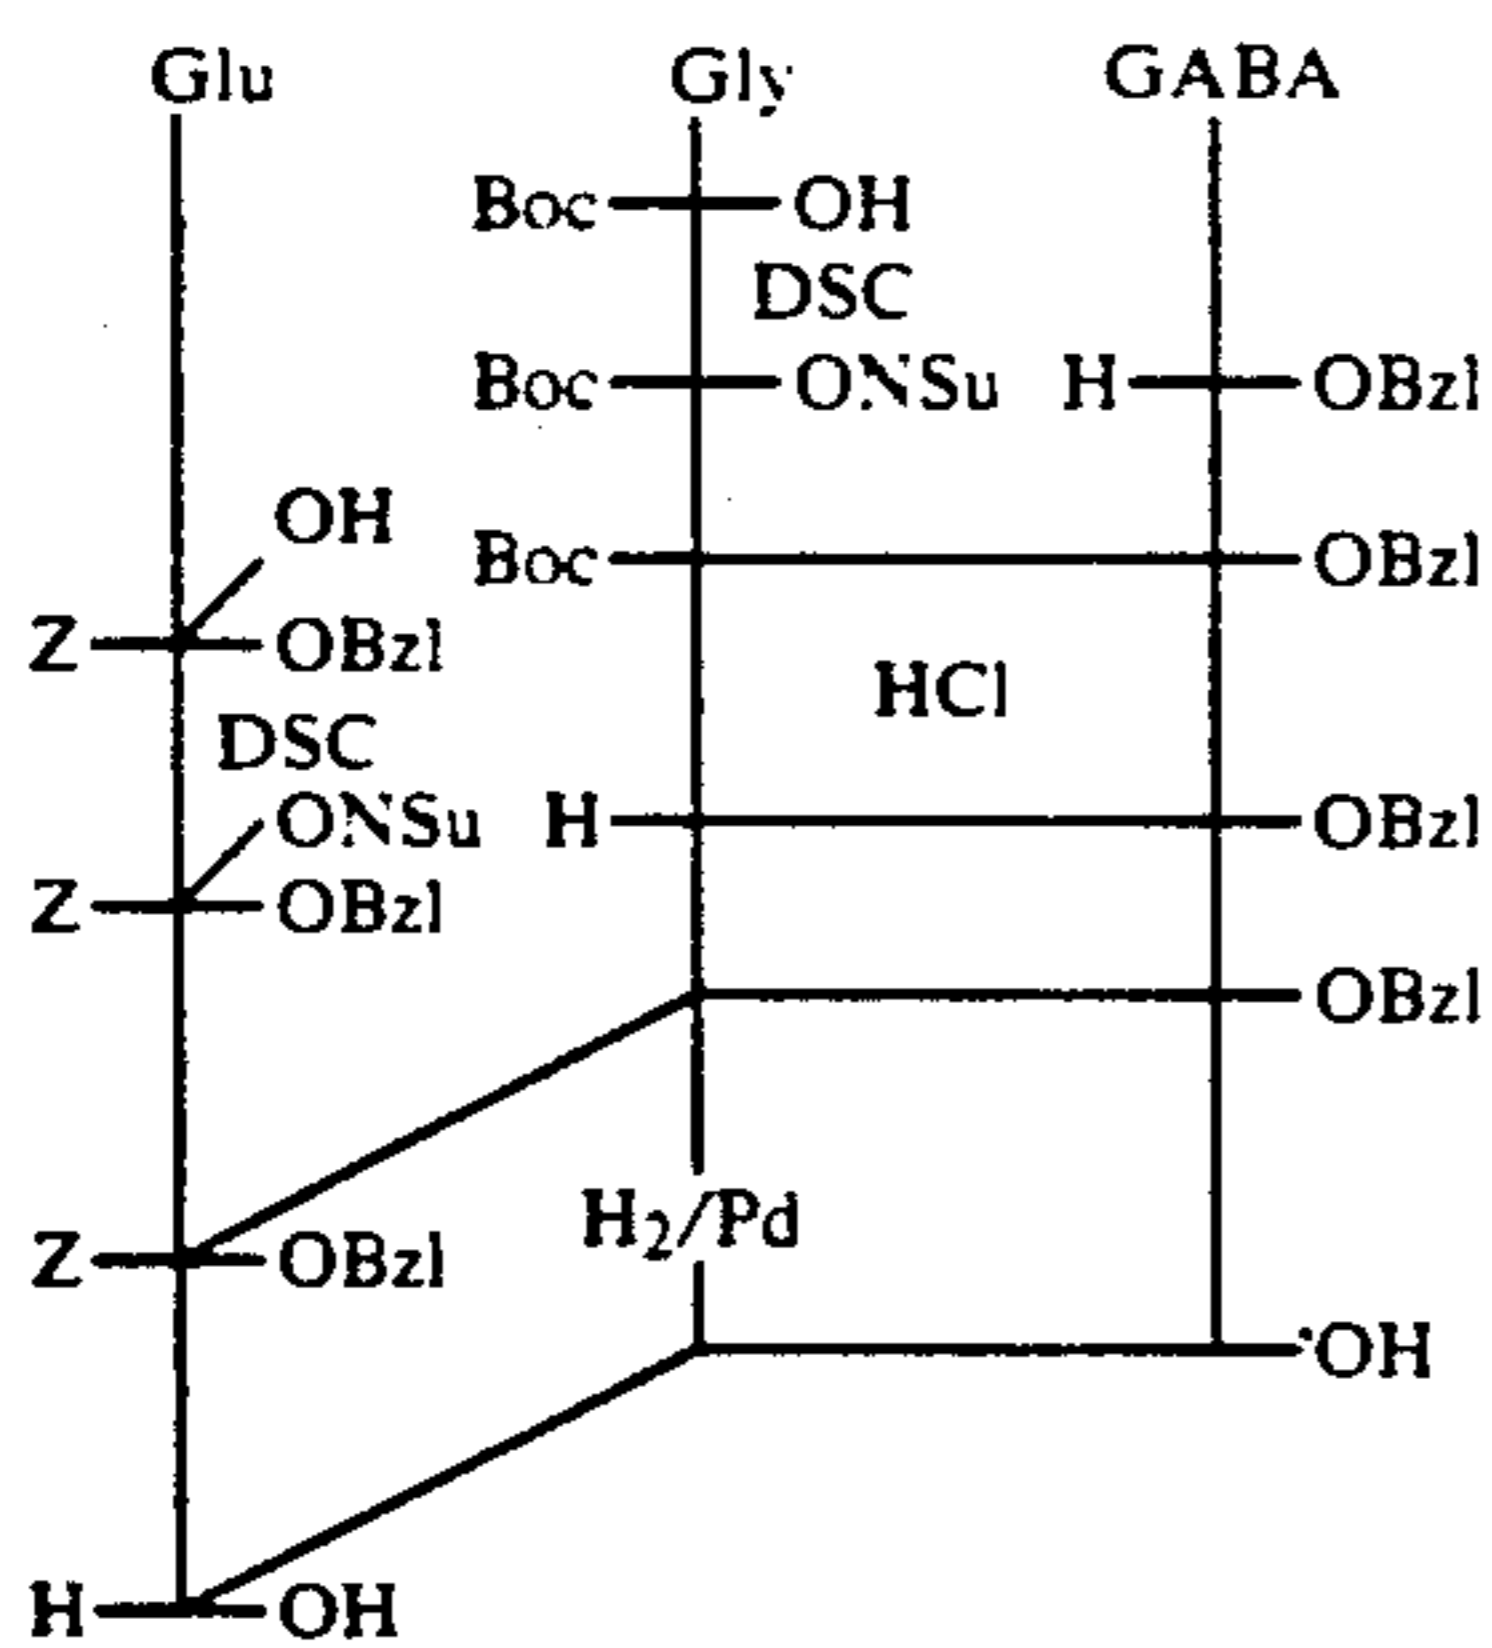 Glu Gly GABA
Boc OH
DSC
Boc ONSu H OBzl
OH
Boc OBzl
Z OBzl
HCl
DSC
ONSu H OBzl
Z OBzl
OBzl
H2/Pd
Z OBzl
OH
H OH